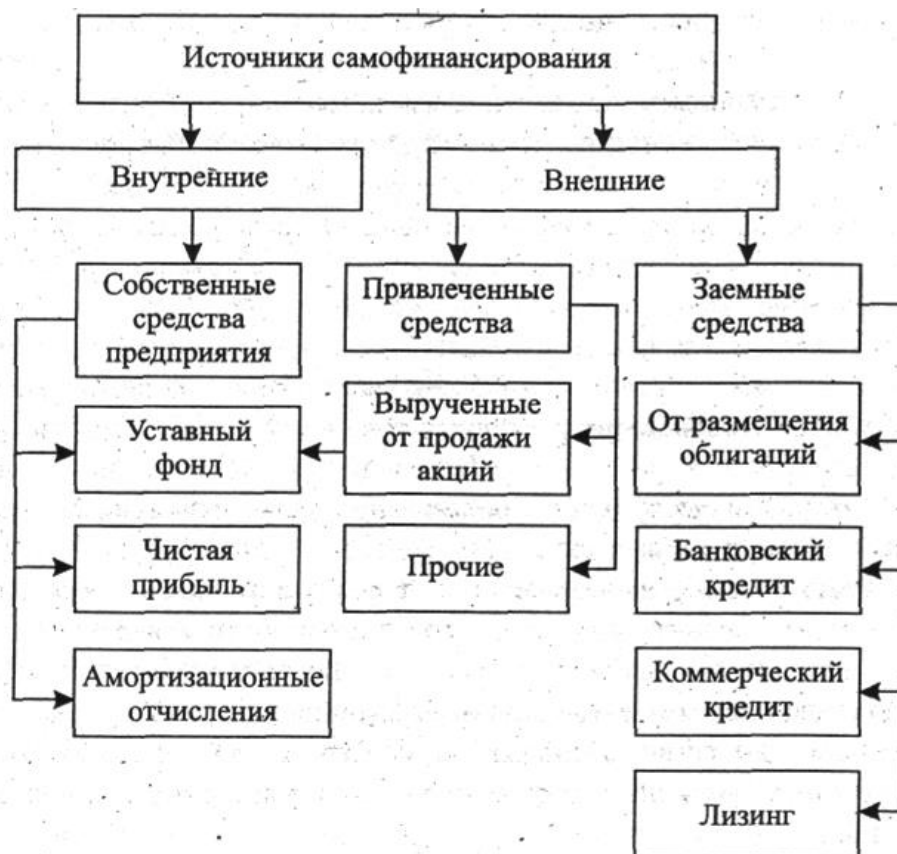 Источники самофинансирования
Внутренние
Внешние
Собственные
средства
предприятия
Привлеченные
средства
Заемные
средства
Уставный
фонд
Вырученные
от продажи
акций
От размещения
облигаций
Чистая
прибыль
Прочие
Банковский
кредит
Амортизационные
отчисления
Коммерческий
кредит
Лизинг